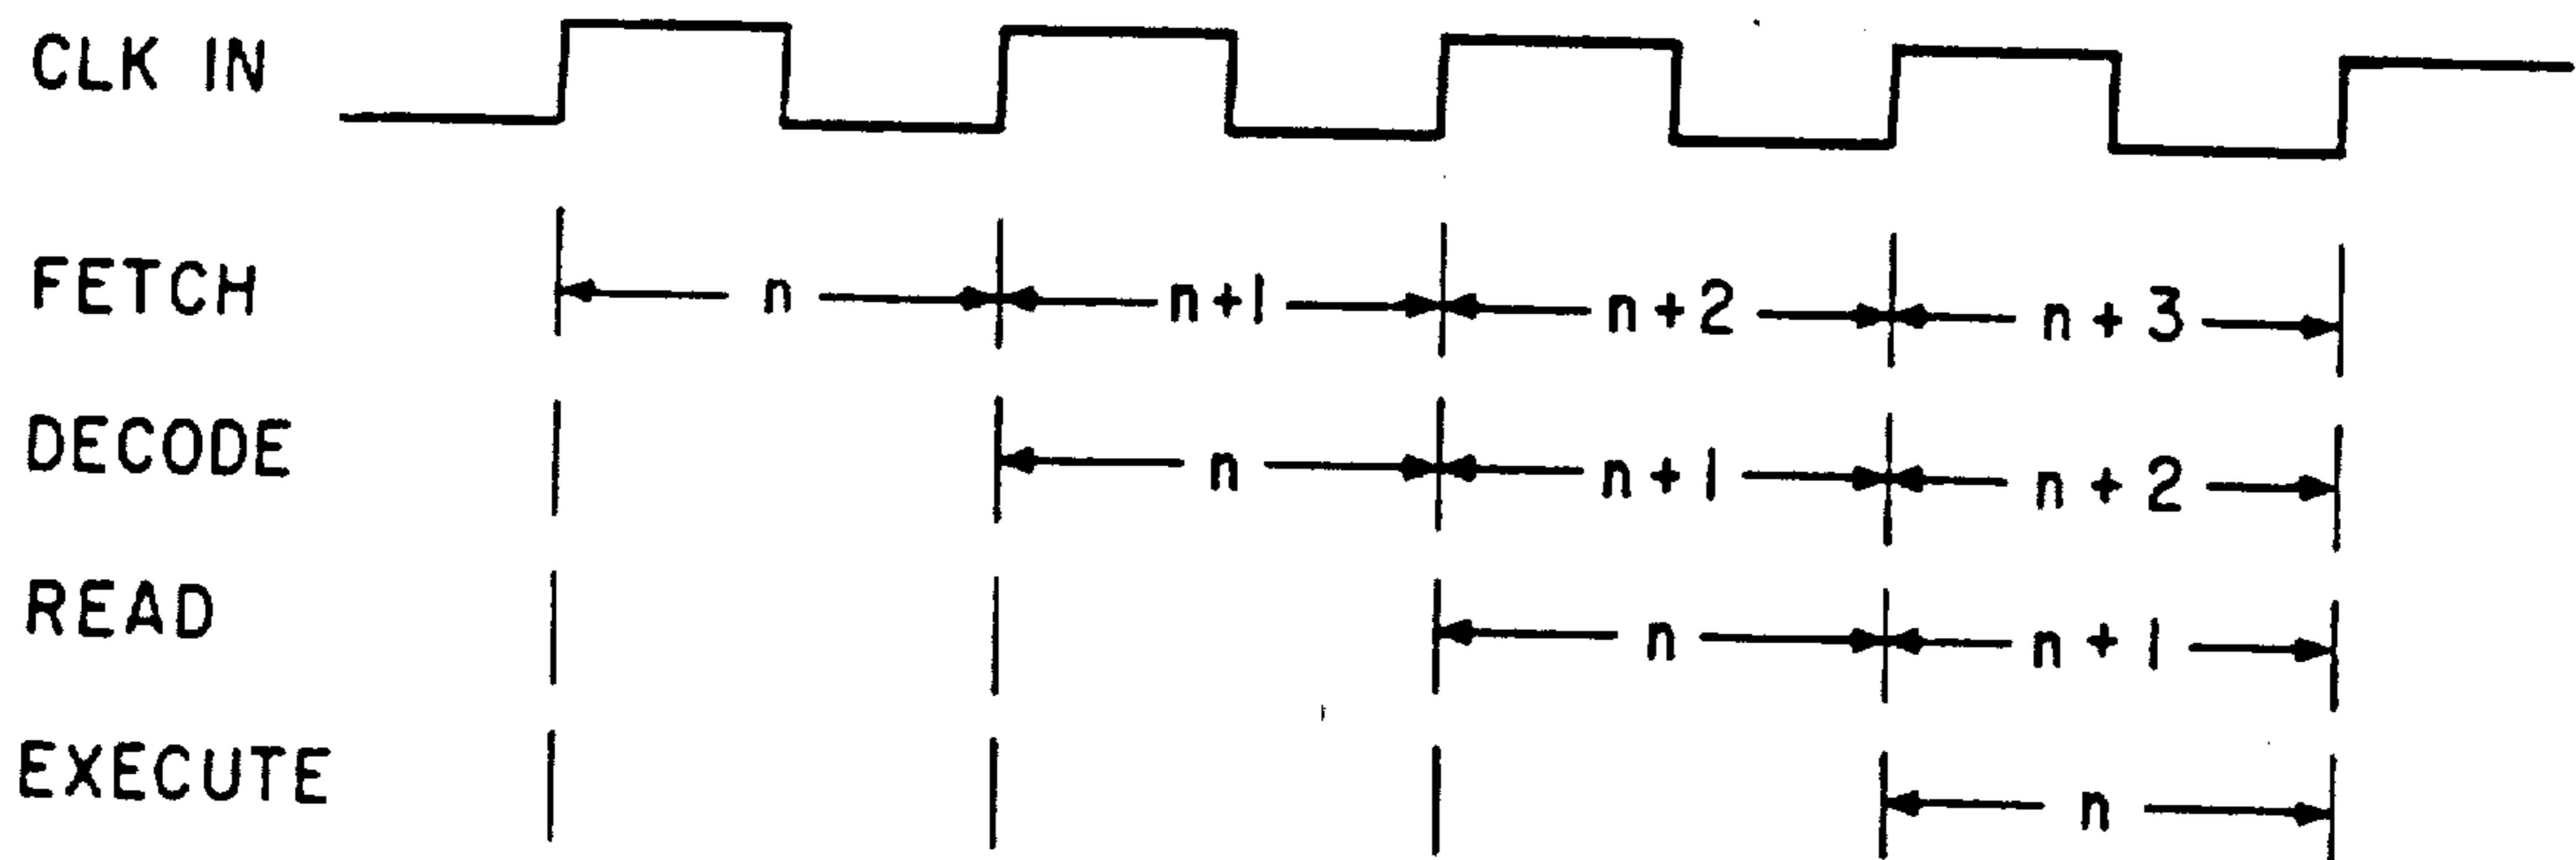 CLK IN
FETCH n n+1 n+2 n+3
DECODE n n+1 n+2
READ n n+1
EXECUTE n